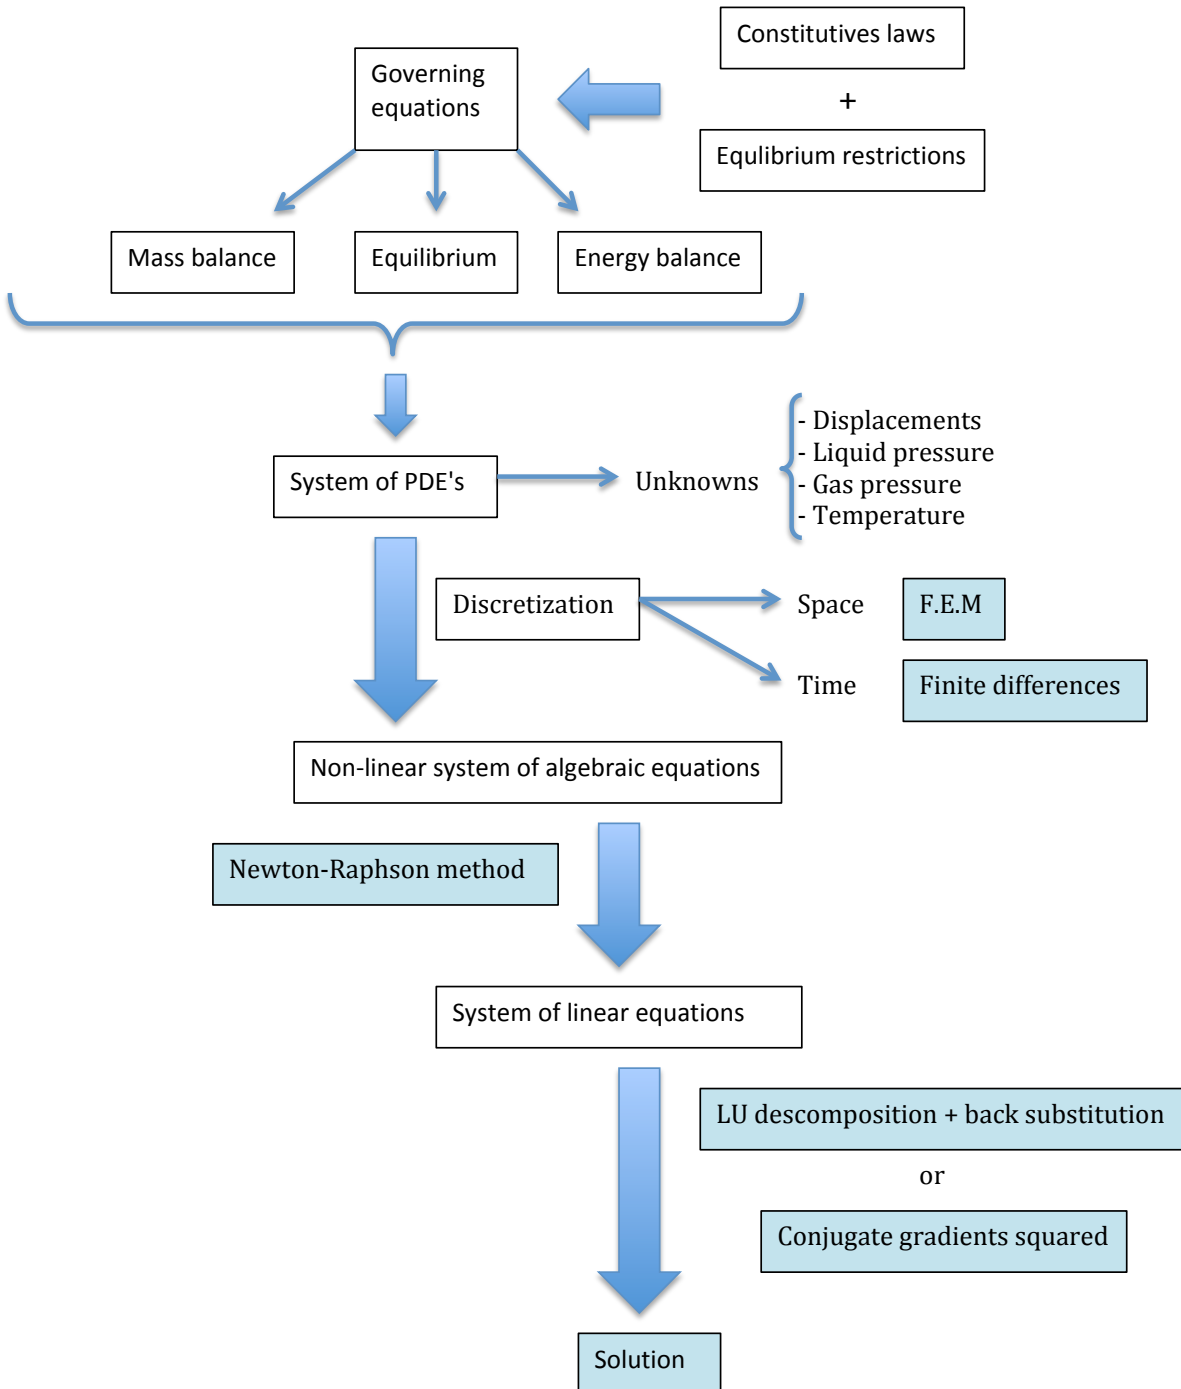 Constitutives laws
+
Equlibrium restrictions
Governing
equations
Mass balance
Equilibrium
Energy balance
System of PDE's
Unknowns
- Displacements
- Liquid pressure
- Gas pressure
- Temperature
Discretization
Space
F.E.M
Time
Finite differences
Non-linear system of algebraic equations
Newton-Raphson method
System of linear equations
LU descomposition + back substitution
or
Conjugate gradients squared
Solution